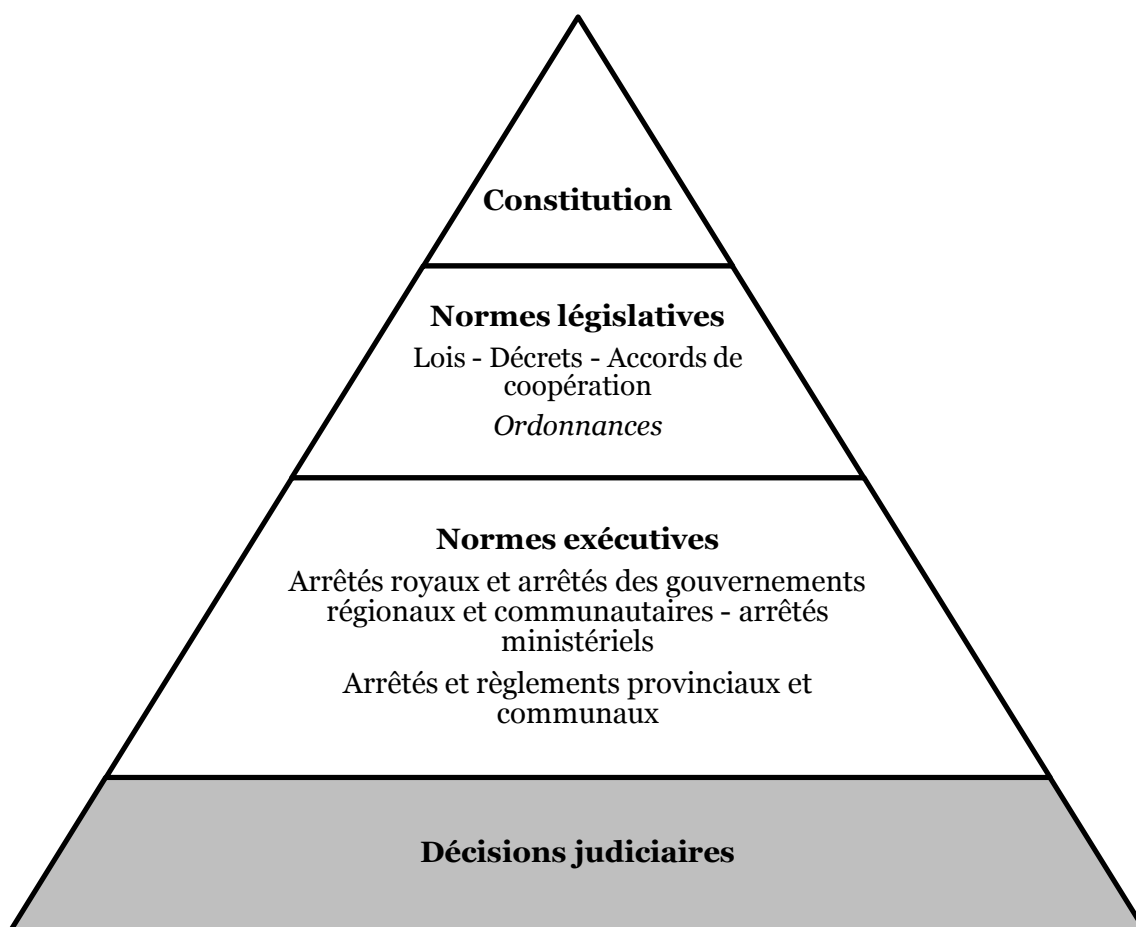 Constitution
Normes législatives
Lois - Décrets - Accords de
coopération
Ordonnances
Normes exécutives
Arrêtés royaux et arrêtés des gouvernements
régionaux et communautaires - arrêtés
ministériels
Arrêtés et règlements provinciaux et
communaux
Décisions judiciaires